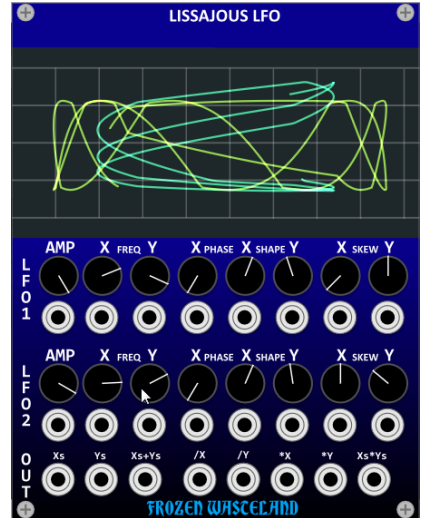 LISSAJOUS LFO
AMP X FREQ Y X PHASE X SHAPE Y X SKEW Y
LFO1
AMP X FREQ Y X PHASE X SHAPE Y X SKEW Y
LFO2
OUT
Xs Ys Xs+Ys /X /Y *X *Y Xs*Ys
FROZEN WASTELAND